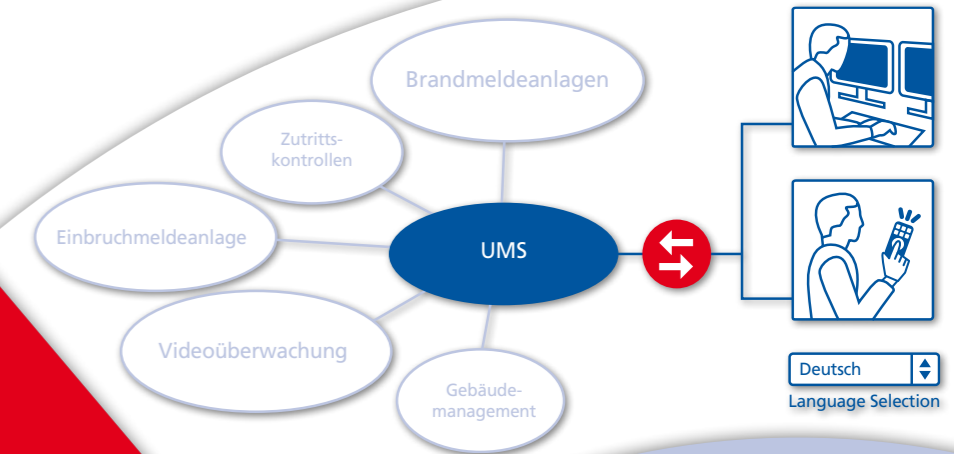 Brandmeldeanlagen
Zutritts-
kontrollen
Einbruchmeldeanlage
UMS
Videoüberwachung
Gebäude-
management
Deutsch
Language Selection